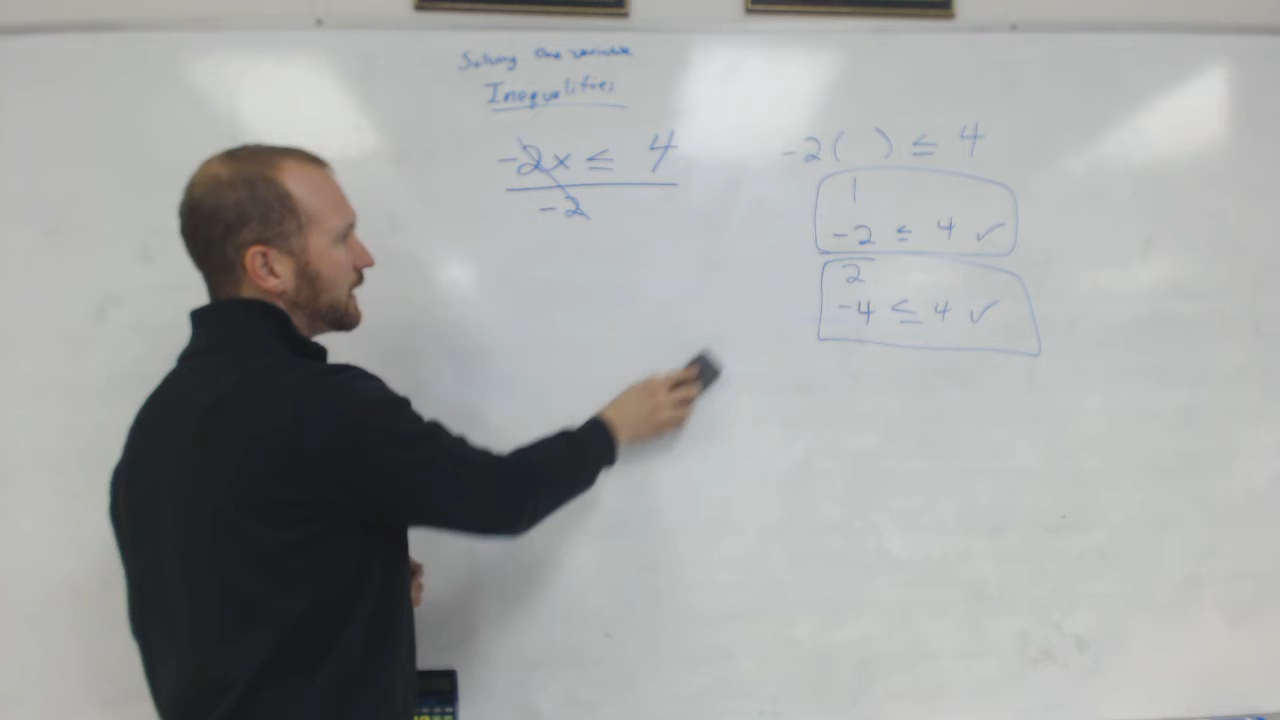 Solving One variable
Inequalities
-2x ≤ 4
-2
-2( ) ≤ 4
1
-2 ≤ 4 ✓
2
-4 ≤ 4 ✓